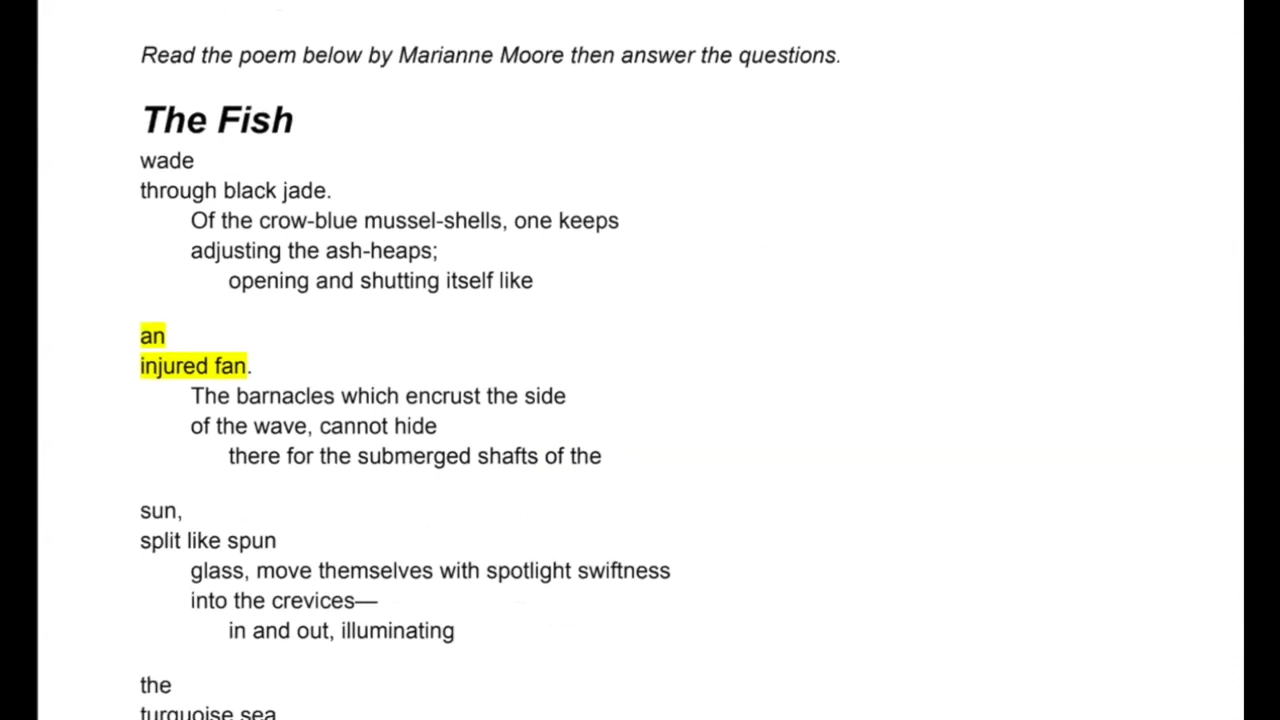 Read the poem below by Marianne Moore then answer the questions.
The Fish
wade
through black jade.
Of the crow-blue mussel-shells, one keeps
adjusting the ash-heaps;
opening and shutting itself like
an
injured fan.
The barnacles which encrust the side
of the wave, cannot hide
there for the submerged shafts of the
sun,
split like spun
glass, move themselves with spotlight swiftness
into the crevices—
in and out, illuminating
the
turquoise sea